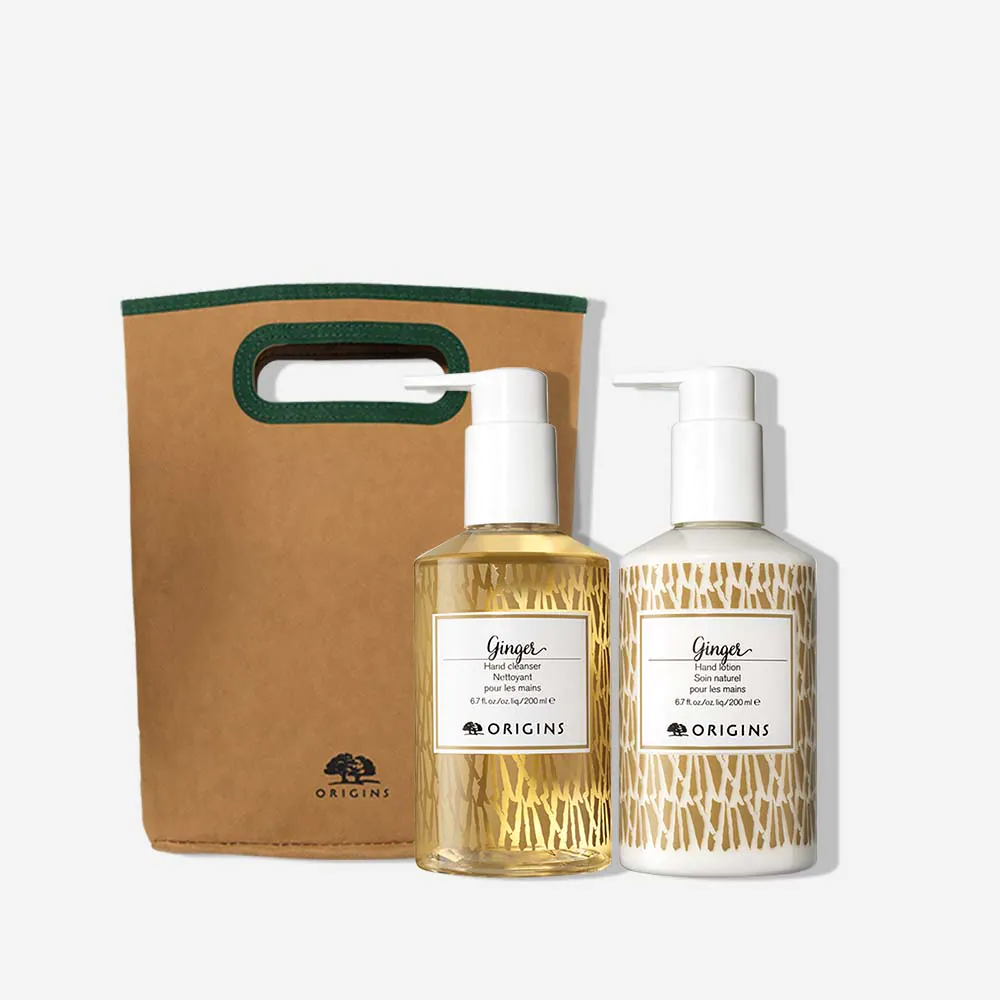 ORIGINS
Ginger
Hand cleanser
Nettoyant
pour les mains
6.7 fl. oz./oz. liq./200 ml ℮
ORIGINS
Ginger
Hand lotion
Soin naturel
pour les mains
6.7 fl. oz./oz. liq./200 ml ℮
ORIGINS